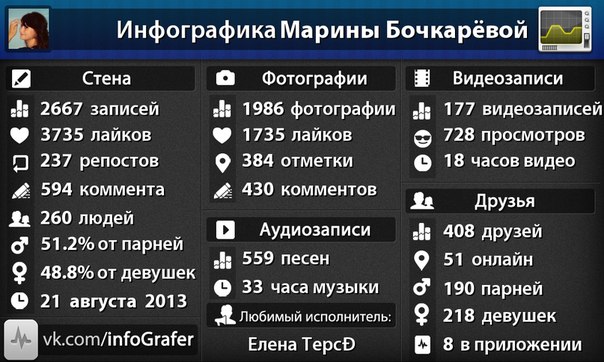 Инфографика Марины Бочкарёвой
Стена
2667 записей
3735 лайков
237 репостов
594 коммента
260 людей
51.2% от парней
48.8% от девушек
21 августа 2013
vk.com/infoGrafer
Фотографии
1986 фотографии
1735 лайков
384 отметки
430 комментов
Аудиозаписи
559 песен
33 часа музыки
Любимый исполнитель:
Елена ТерсĐ
Видеозаписи
177 видеозаписей
728 просмотров
18 часов видео
Друзья
408 друзей
51 онлайн
190 парней
218 девушек
8 в приложении